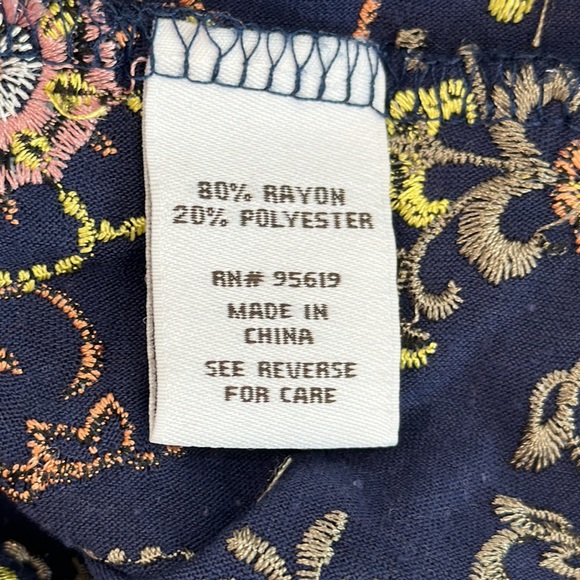 80% RAYON
20% POLYESTER
RN# 95619
MADE IN
CHINA
SEE REVERSE
FOR CARE